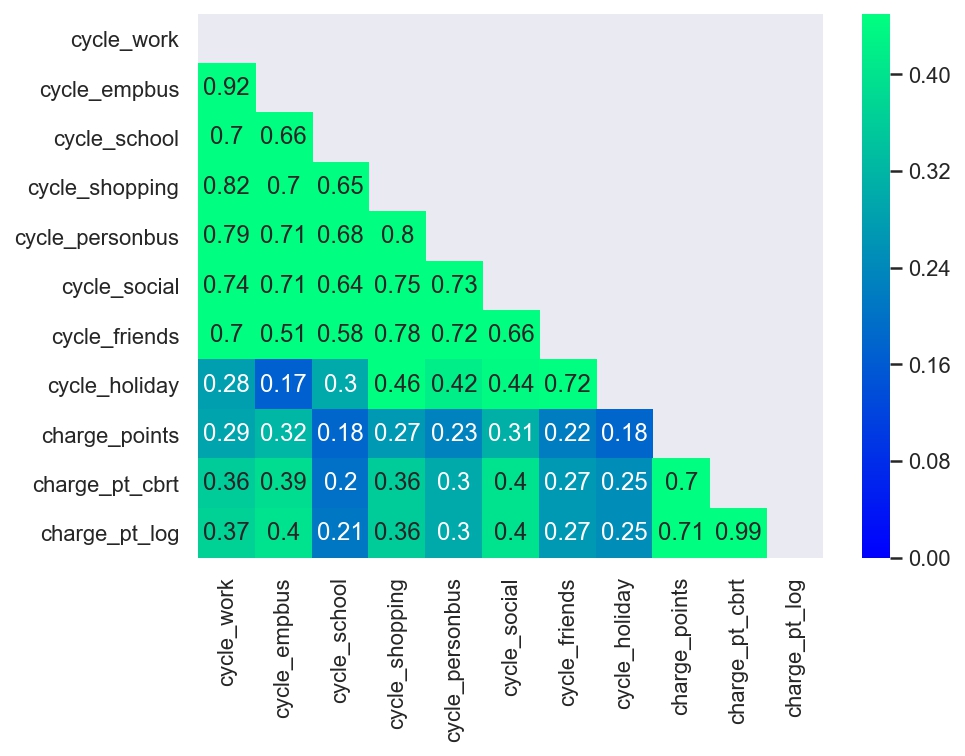 cycle_work
cycle_empbus 0.92
cycle_school 0.7 0.66
cycle_shopping 0.82 0.7 0.65
cycle_personbus 0.79 0.71 0.68 0.8
cycle_social 0.74 0.71 0.64 0.75 0.73
cycle_friends 0.7 0.51 0.58 0.78 0.72 0.66
cycle_holiday 0.28 0.17 0.3 0.46 0.42 0.44 0.72
charge_points 0.29 0.32 0.18 0.27 0.23 0.31 0.22 0.18
charge_pt_cbrt 0.36 0.39 0.2 0.36 0.3 0.4 0.27 0.25 0.7
charge_pt_log 0.37 0.4 0.21 0.36 0.3 0.4 0.27 0.25 0.71 0.99
cycle_work
cycle_empbus
cycle_school
cycle_shopping
cycle_personbus
cycle_social
cycle_friends
cycle_holiday
charge_points
charge_pt_cbrt
charge_pt_log
0.40
0.32
0.24
0.16
0.08
0.00